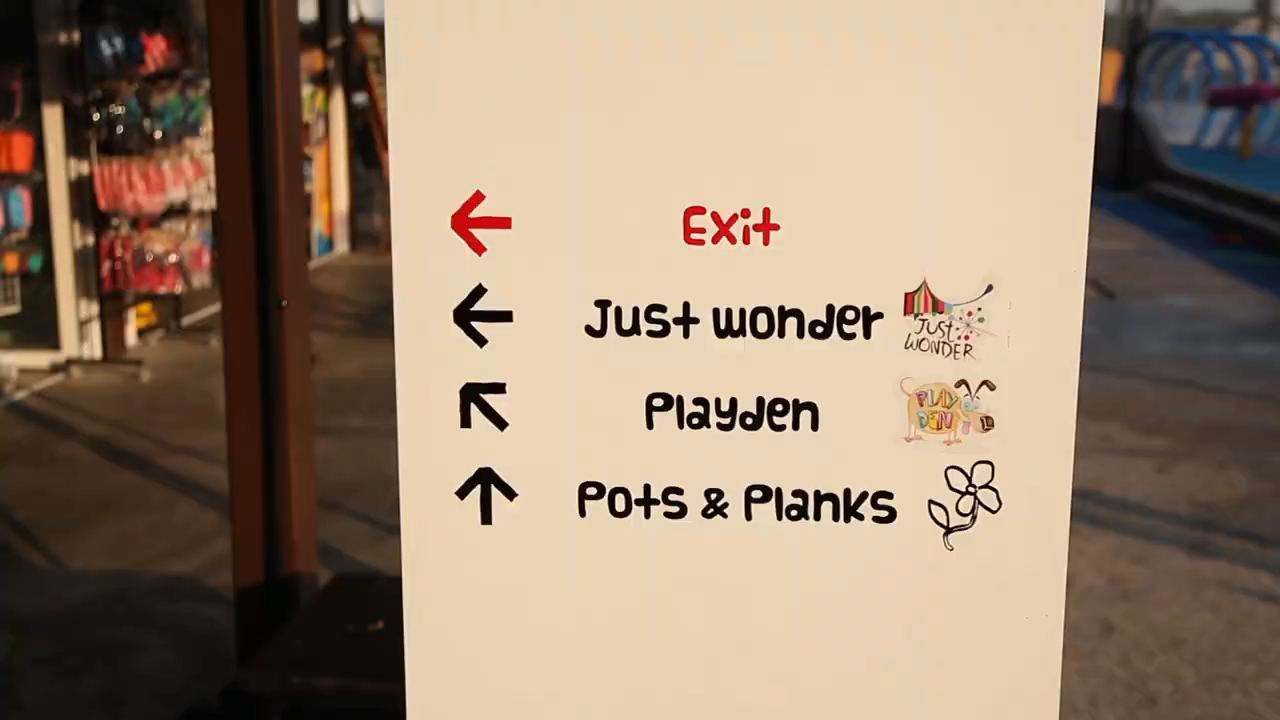 Exit
Just wonder
JUST
WONDER
Playden
PLAY
DEN
Pots & Planks